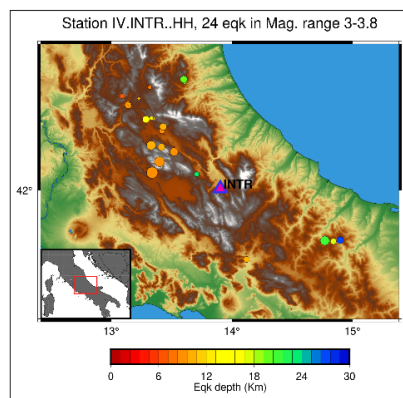 Station IV.INTR..HH, 24 eqk in Mag. range 3-3.8
INTR
42°
13° 14° 15°
0 6 12 18 24 30
Eqk depth (Km)